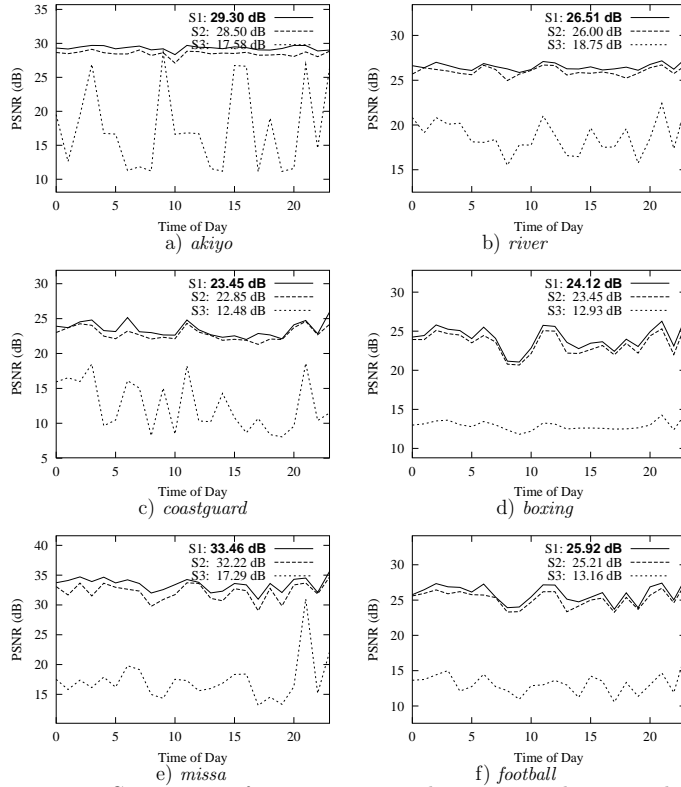 S1: 29.30 dB
S2: 28.50 dB
S3: 17.58 dB
PSNR (dB)
35
30
25
20
15
10
0 5 10 15 20
Time of Day
a) akiyo
S1: 26.51 dB
S2: 26.00 dB
S3: 18.75 dB
PSNR (dB)
30
25
20
15
0 5 10 15 20
Time of Day
b) river
S1: 23.45 dB
S2: 22.85 dB
S3: 12.48 dB
PSNR (dB)
30
25
20
15
10
5
0 5 10 15 20
Time of Day
c) coastguard
S1: 24.12 dB
S2: 23.45 dB
S3: 12.93 dB
PSNR (dB)
30
25
20
15
10
0 5 10 15 20
Time of Day
d) boxing
S1: 33.46 dB
S2: 32.22 dB
S3: 17.29 dB
PSNR (dB)
40
35
30
25
20
15
0 5 10 15 20
Time of Day
e) missa
S1: 25.92 dB
S2: 25.21 dB
S3: 13.16 dB
PSNR (dB)
30
25
20
15
10
0 5 10 15 20
Time of Day
f) football